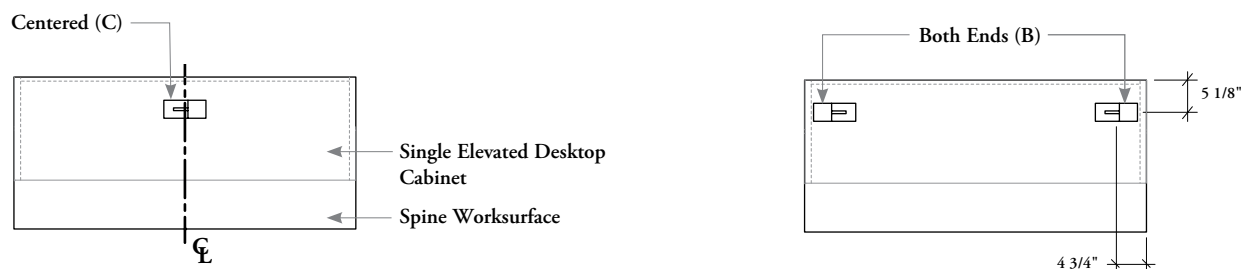 Centered (C)
Single Elevated Desktop
Cabinet
Spine Worksurface
CL
Both Ends (B)
5 1/8"
4 3/4"